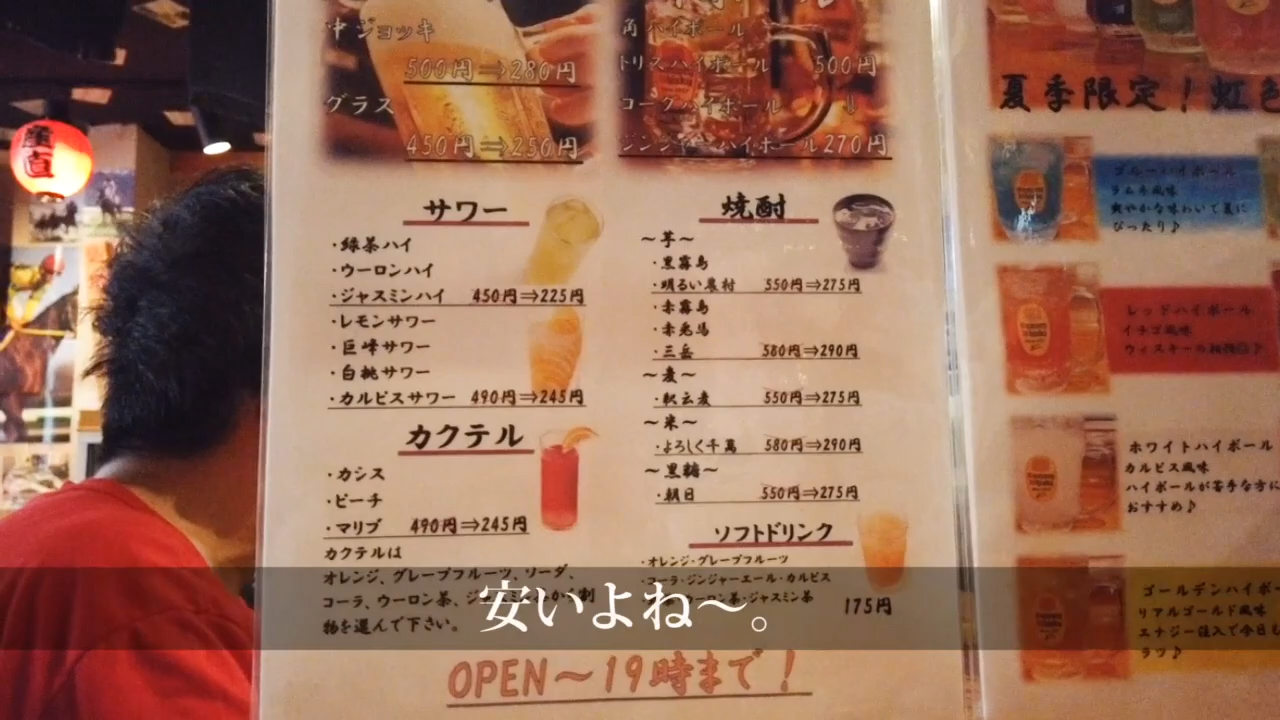 産直
中ジョッキ
500円⇒280円
グラス
450円⇒250円
角ハイボール
トリスハイボール 500円
コークハイボール ↓
ジンジャーハイボール 270円
サワー
・緑茶ハイ
・ウーロンハイ
・ジャスミンハイ 450円⇒225円
・レモンサワー
・巨峰サワー
・白桃サワー
・カルピスサワー 490円⇒245円
カクテル
・カシス
・ピーチ
・マリブ 490円⇒245円
カクテルは
オレンジ、グレープフルーツ、ソーダ、
コーラ、ウーロン茶、
物を選んで下さい。
焼酎
～芋～
・黒霧島
・明るい農村 550円⇒275円
・赤霧島
・赤兎馬
・三岳 580円⇒290円
～麦～
550円⇒275円
～米～
・よろしく千萬 580円⇒290円
～黒糖～
・朝日 550円⇒275円
ソフトドリンク
・オレンジ・グレープフルーツ
・コーラ・ジンジャーエール・カルピス
ウーロン茶・ジャスミン茶 175円
OPEN～19時まで！
夏季限定！虹色
ブルーハイボール
ラムネ風味
爽やかな味わいで夏に
ぴったり♪
レッドハイボール
イチゴ風味
ホワイトハイボール
カルピス風味
ハイボールが苦手な方に
おすすめ♪
ゴールデンハイボ
リアルゴールド風味
エナジー注入で今日も
安いよね～。